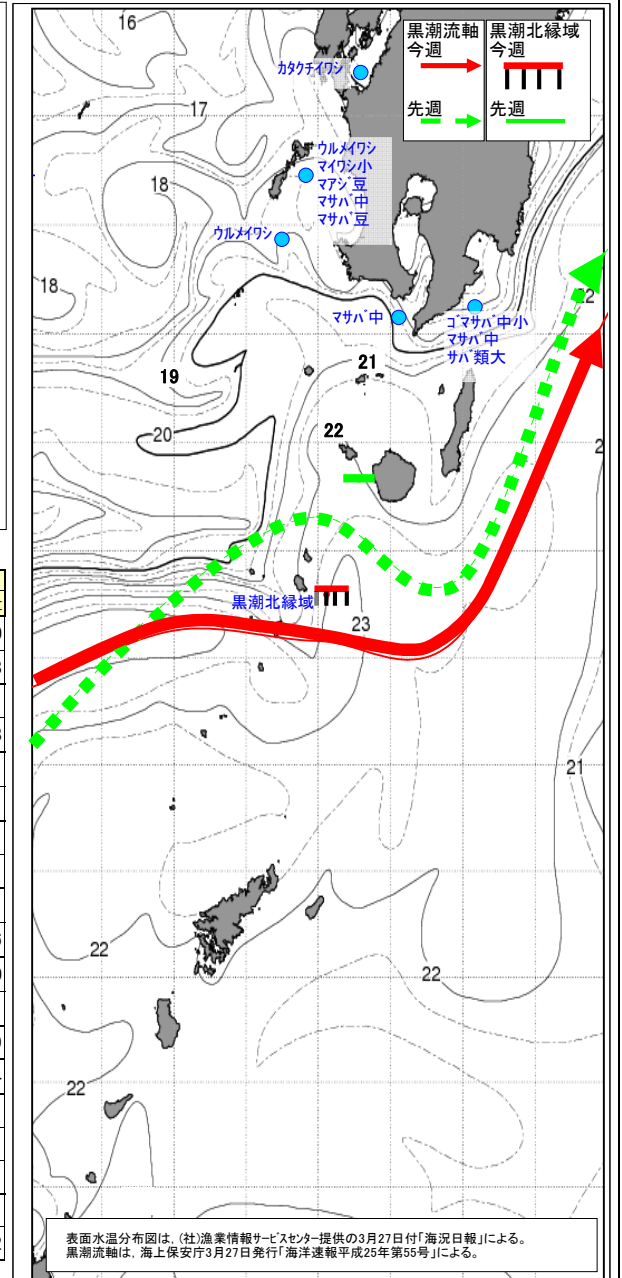 黒潮流軸
今週
先週
黒潮北縁域
今週
先週
16
カタクチイワシ
17
ウルメイワシ
マイワシ小
マアジ豆
マサバ中
マサバ豆
18
ウルメイワシ
18
22
マサバ中
ゴマサバ中小
マサバ中
サバ類大
21
19
20
22
黒潮北縁域
23
21
22
22
22
表面水温分布図は、(社)漁業情報サービスセンター提供の3月27日付「海況日報」による。
黒潮流軸は、海上保安庁3月27日発行「海洋速報平成25年第55号」による。